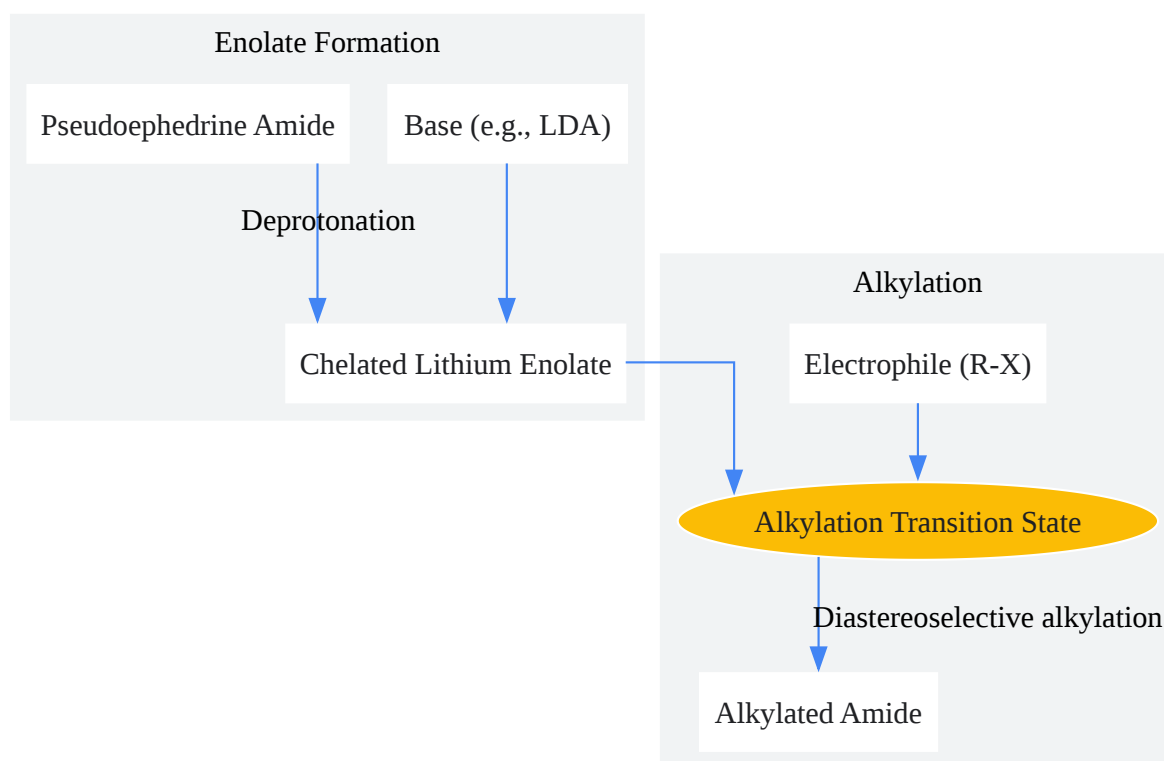 Enolate Formation
Pseudoephedrine Amide
Base (e.g., LDA)
Deprotonation
Chelated Lithium Enolate
Alkylation
Electrophile (R-X)
Alkylation Transition State
Diastereoselective alkylation
Alkylated Amide